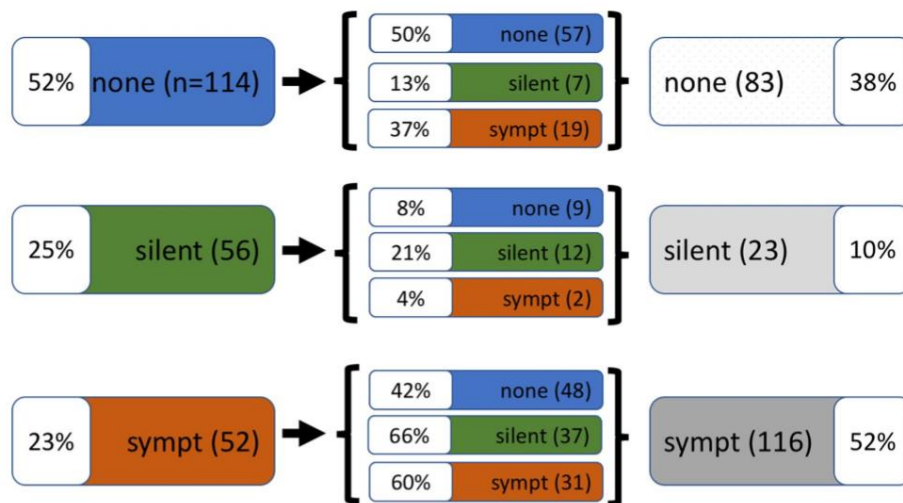 52% none (n=114)
50% none (57)
13% silent (7)
37% sympt (19)
none (83) 38%
25% silent (56)
8% none (9)
21% silent (12)
4% sympt (2)
silent (23) 10%
23% sympt (52)
42% none (48)
66% silent (37)
60% sympt (31)
sympt (116) 52%